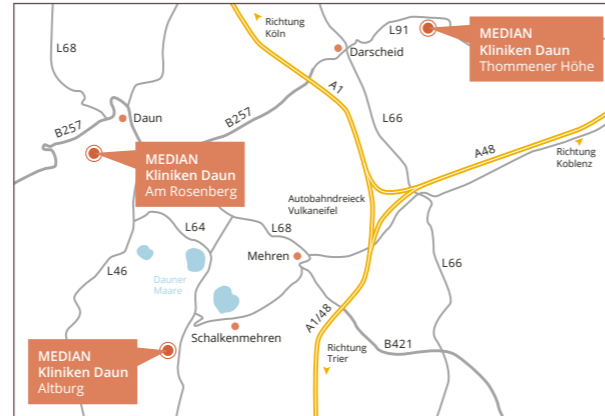 Richtung
Köln
L91
MEDIAN
Kliniken Daun
Thommener Höhe
L68
Darscheid
A1
B257
Daun
B257
L66
A48
Richtung
Koblenz
MEDIAN
Kliniken Daun
Am Rosenberg
Autobahndreieck
Vulkaneifel
L64
L68
Mehren
L46
Dauner
Maare
L66
A1/48
Schalkenmehren
B421
MEDIAN
Kliniken Daun
Altburg
Richtung
Trier